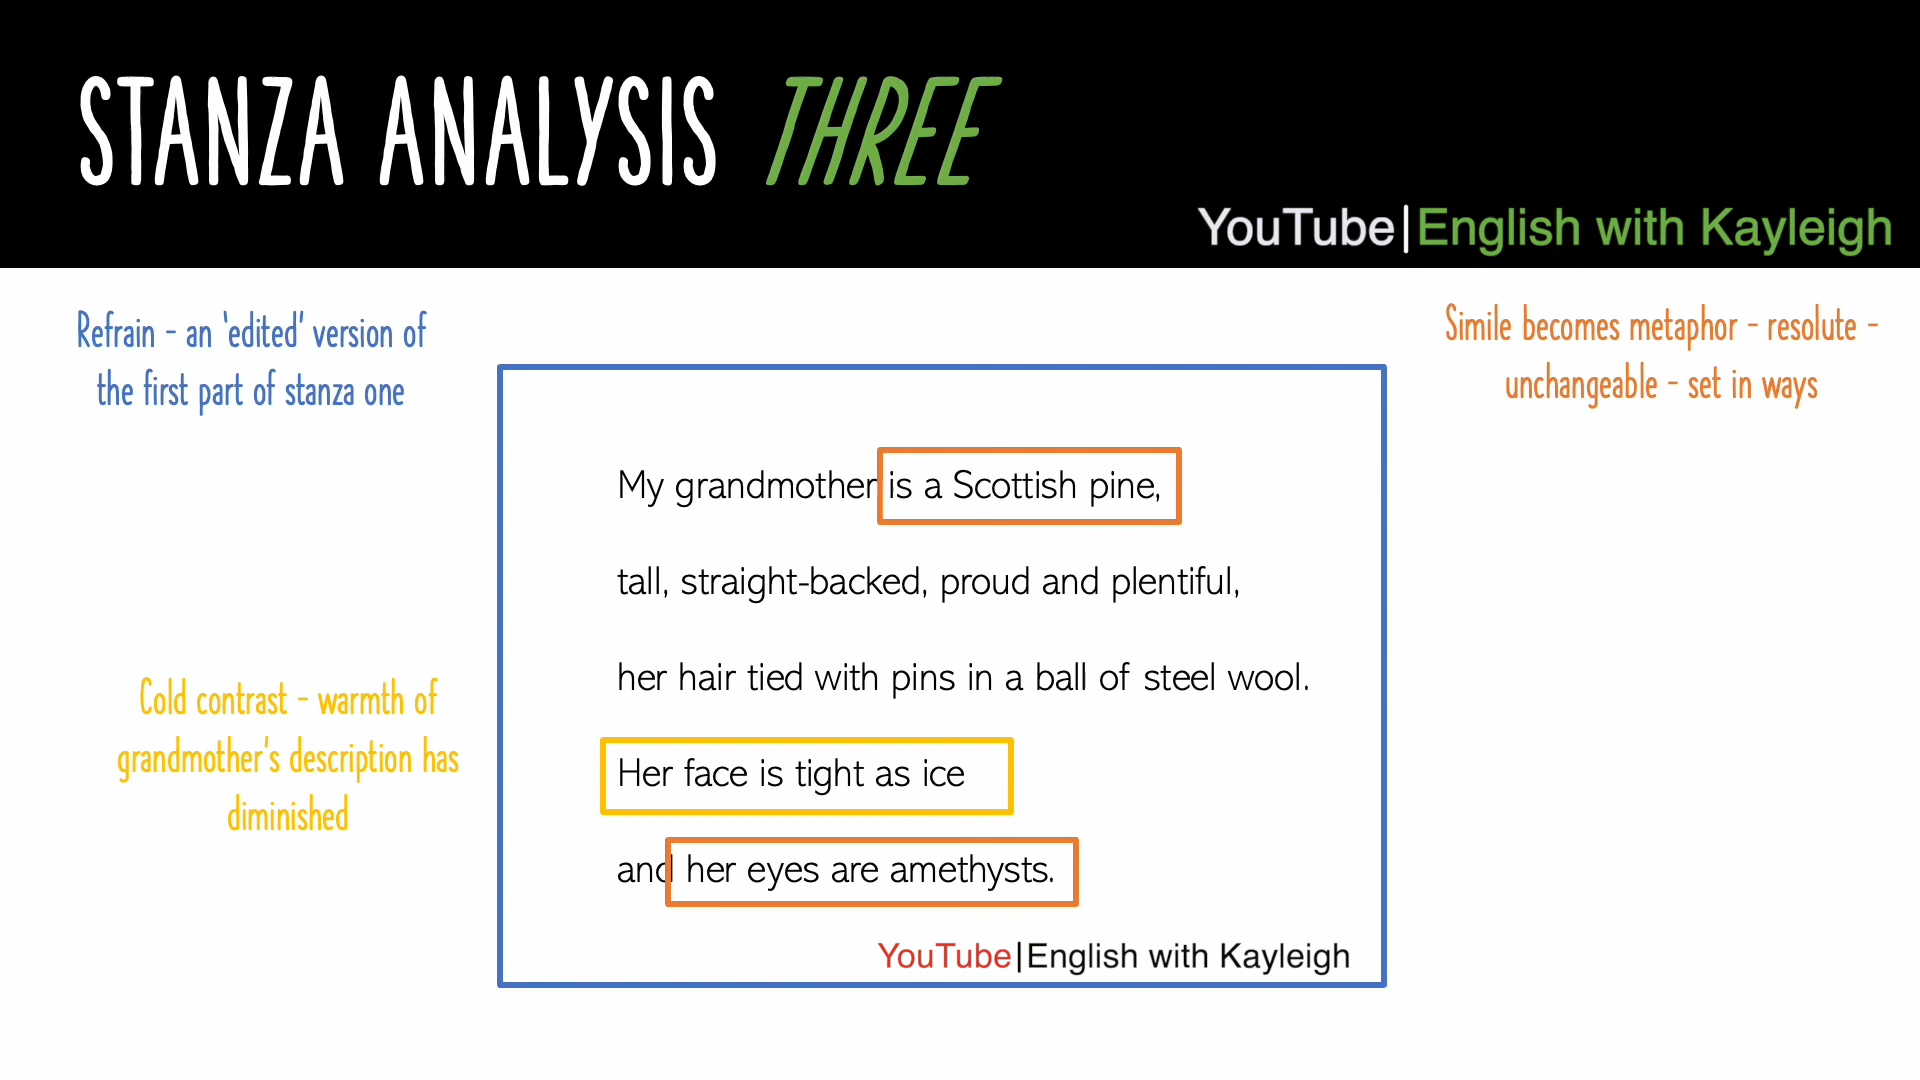 STANZA ANALYSIS THREE
YouTube|English with Kayleigh
Refrain - an 'edited' version of
the first part of stanza one
Simile becomes metaphor - resolute -
unchangeable - set in ways
My grandmother is a Scottish pine,
tall, straight-backed, proud and plentiful,
her hair tied with pins in a ball of steel wool.
Her face is tight as ice
and her eyes are amethysts.
Cold contrast - warmth of
grandmother's description has
diminished
YouTube|English with Kayleigh